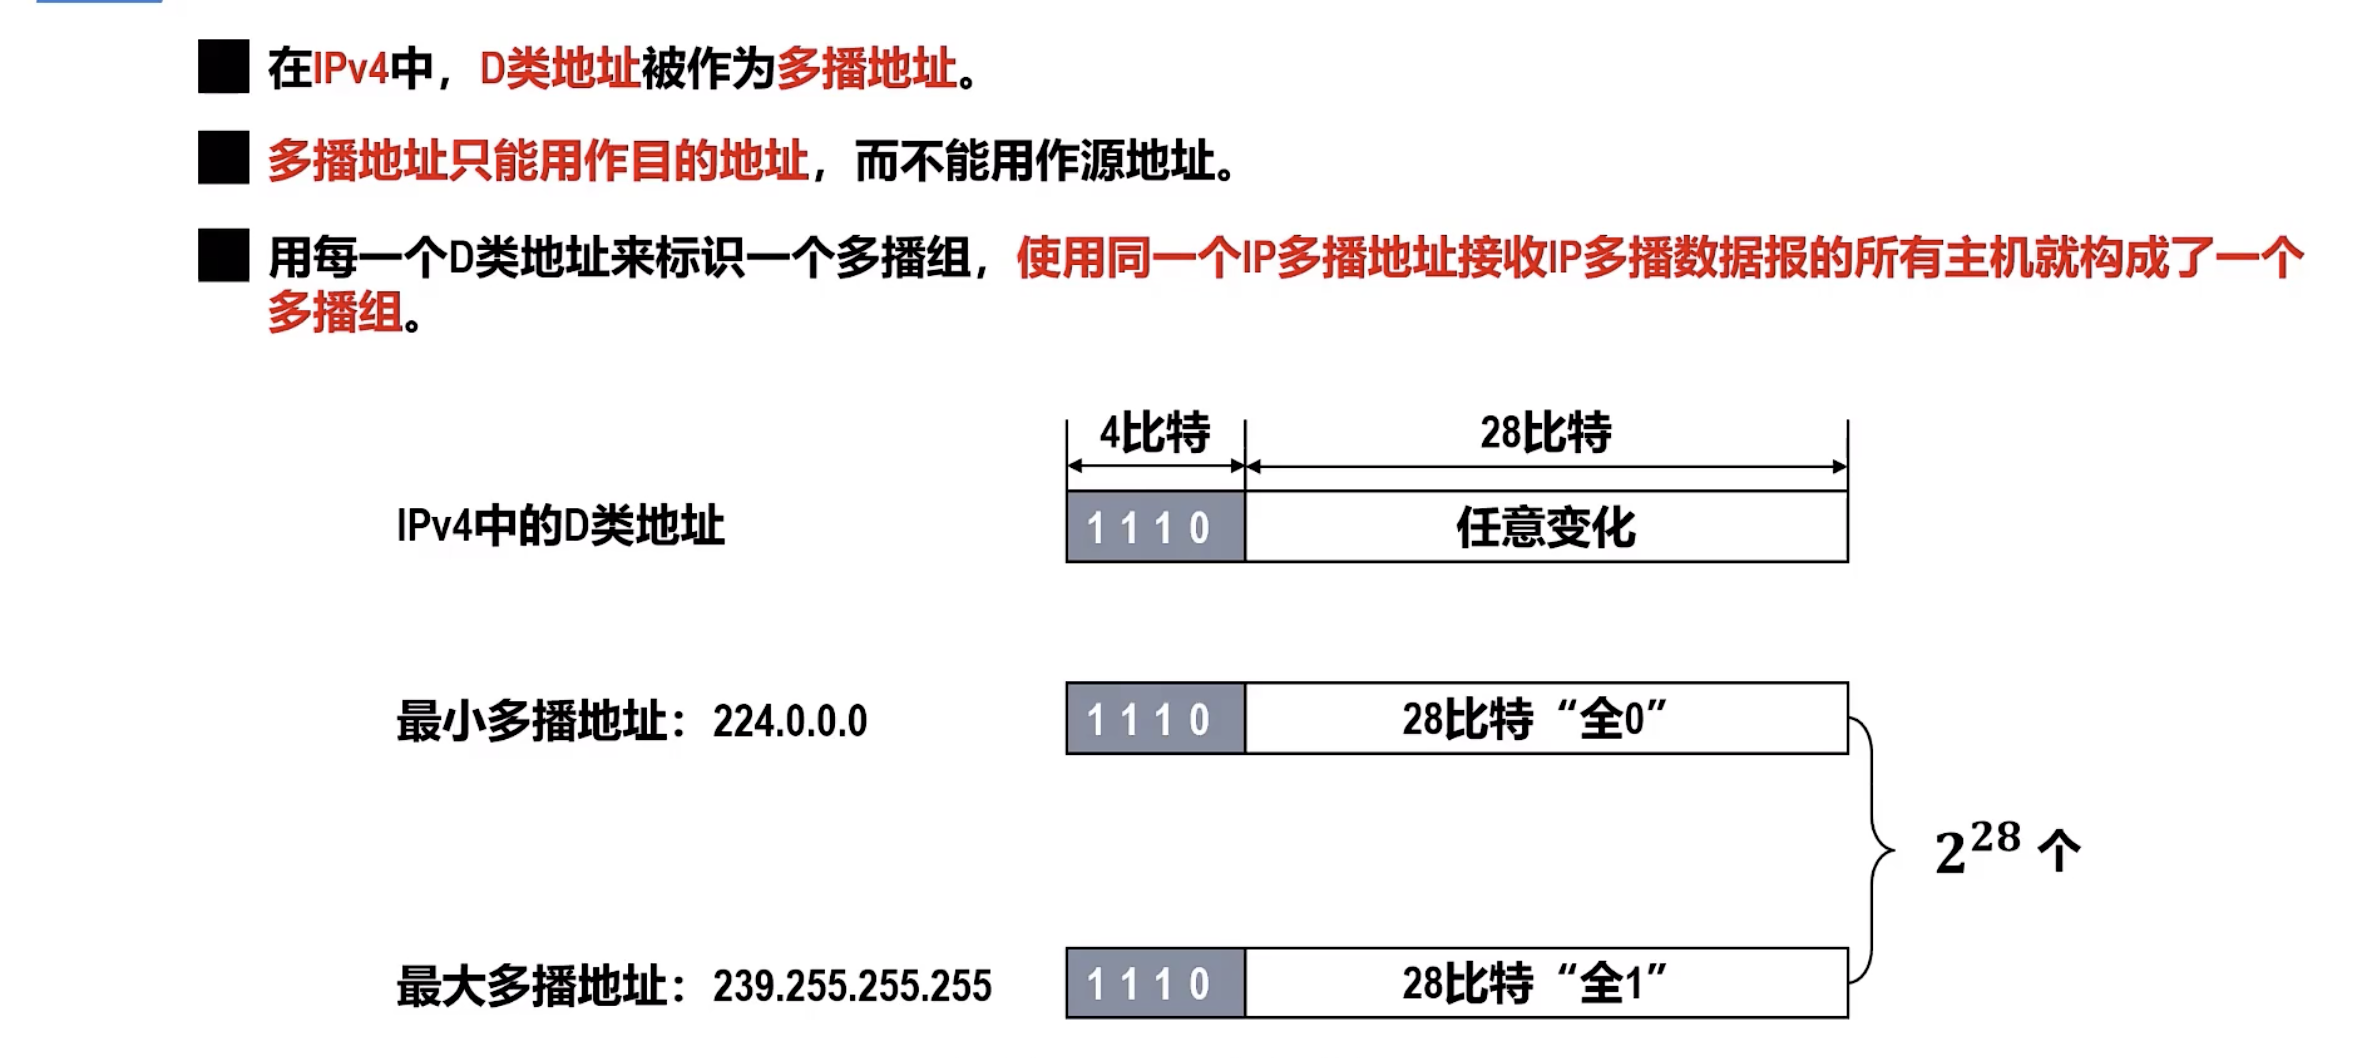 在IPv4中，D类地址被作为多播地址。
多播地址只能用作目的地址，而不能用作源地址。
用每一个D类地址来标识一个多播组，使用同一个IP多播地址接收IP多播数据报的所有主机就构成了一个
多播组。
4比特 28比特
IPv4中的D类地址 1 1 1 0 任意变化
最小多播地址：224.0.0.0 1 1 1 0 28比特“全0”
2²⁸ 个
最大多播地址：239.255.255.255 1 1 1 0 28比特“全1”